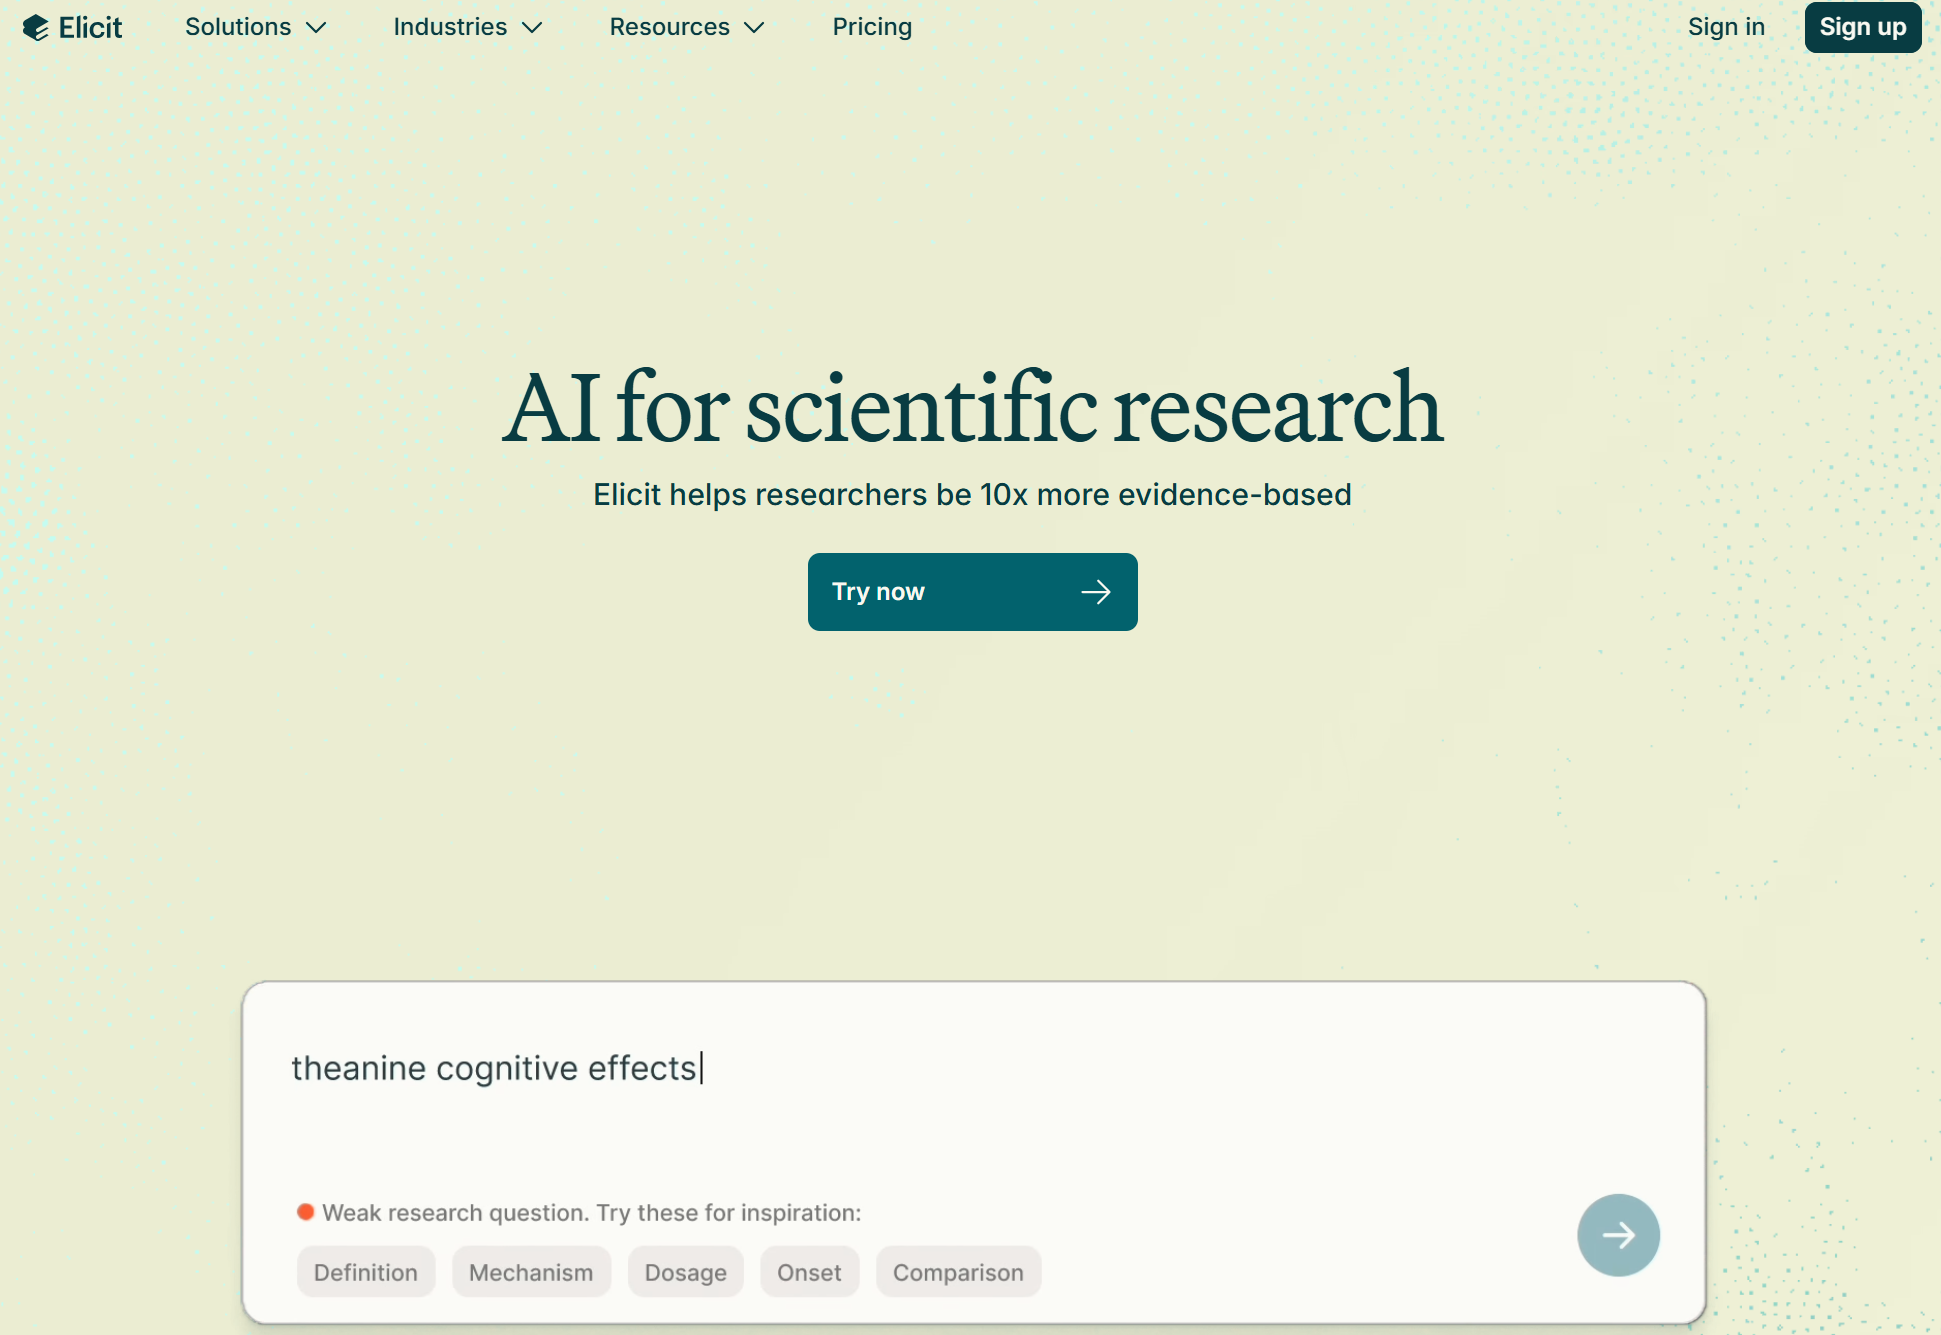 Elicit Solutions Industries Resources Pricing Sign in Sign up
AI for scientific research
Elicit helps researchers be 10x more evidence-based
Try now
theanine cognitive effects
Weak research question. Try these for inspiration:
Definition Mechanism Dosage Onset Comparison